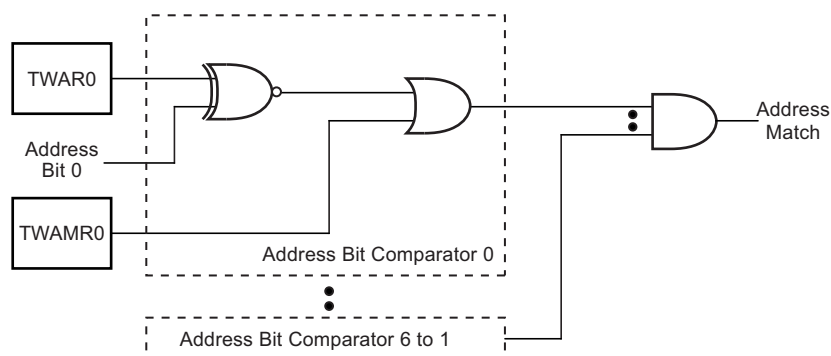 TWAR0
Address
Bit 0
TWAMR0
Address Bit Comparator 0
Address Bit Comparator 6 to 1
Address
Match